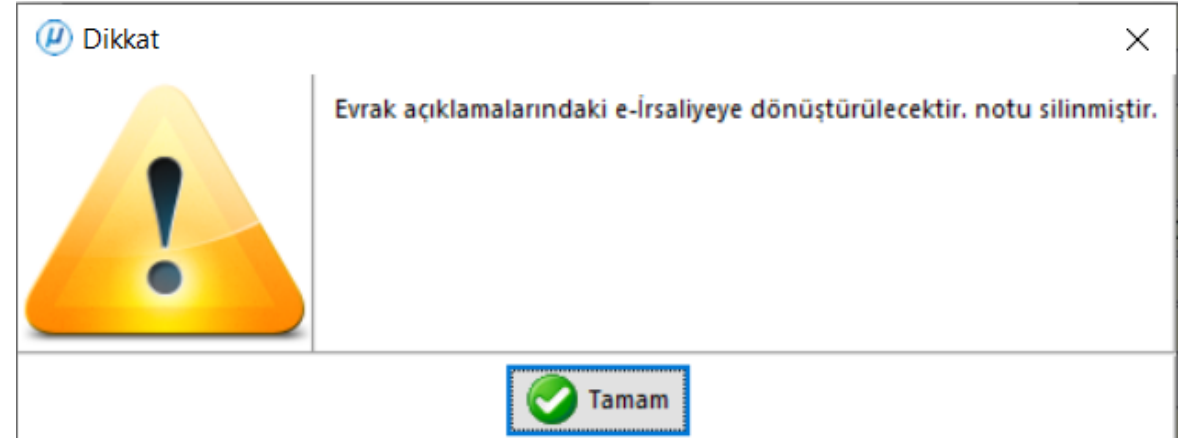 Dikkat
Evrak açıklamalarındaki e-İrsaliyeye dönüştürülecektir. notu silinmiştir.
Tamam